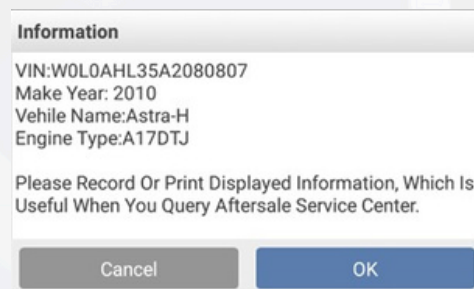 Information
VIN:W0L0AHL35A2080807
Make Year: 2010
Vehile Name:Astra-H
Engine Type:A17DTJ
Please Record Or Print Displayed Information, Which Is
Useful When You Query Aftersale Service Center.
Cancel
OK